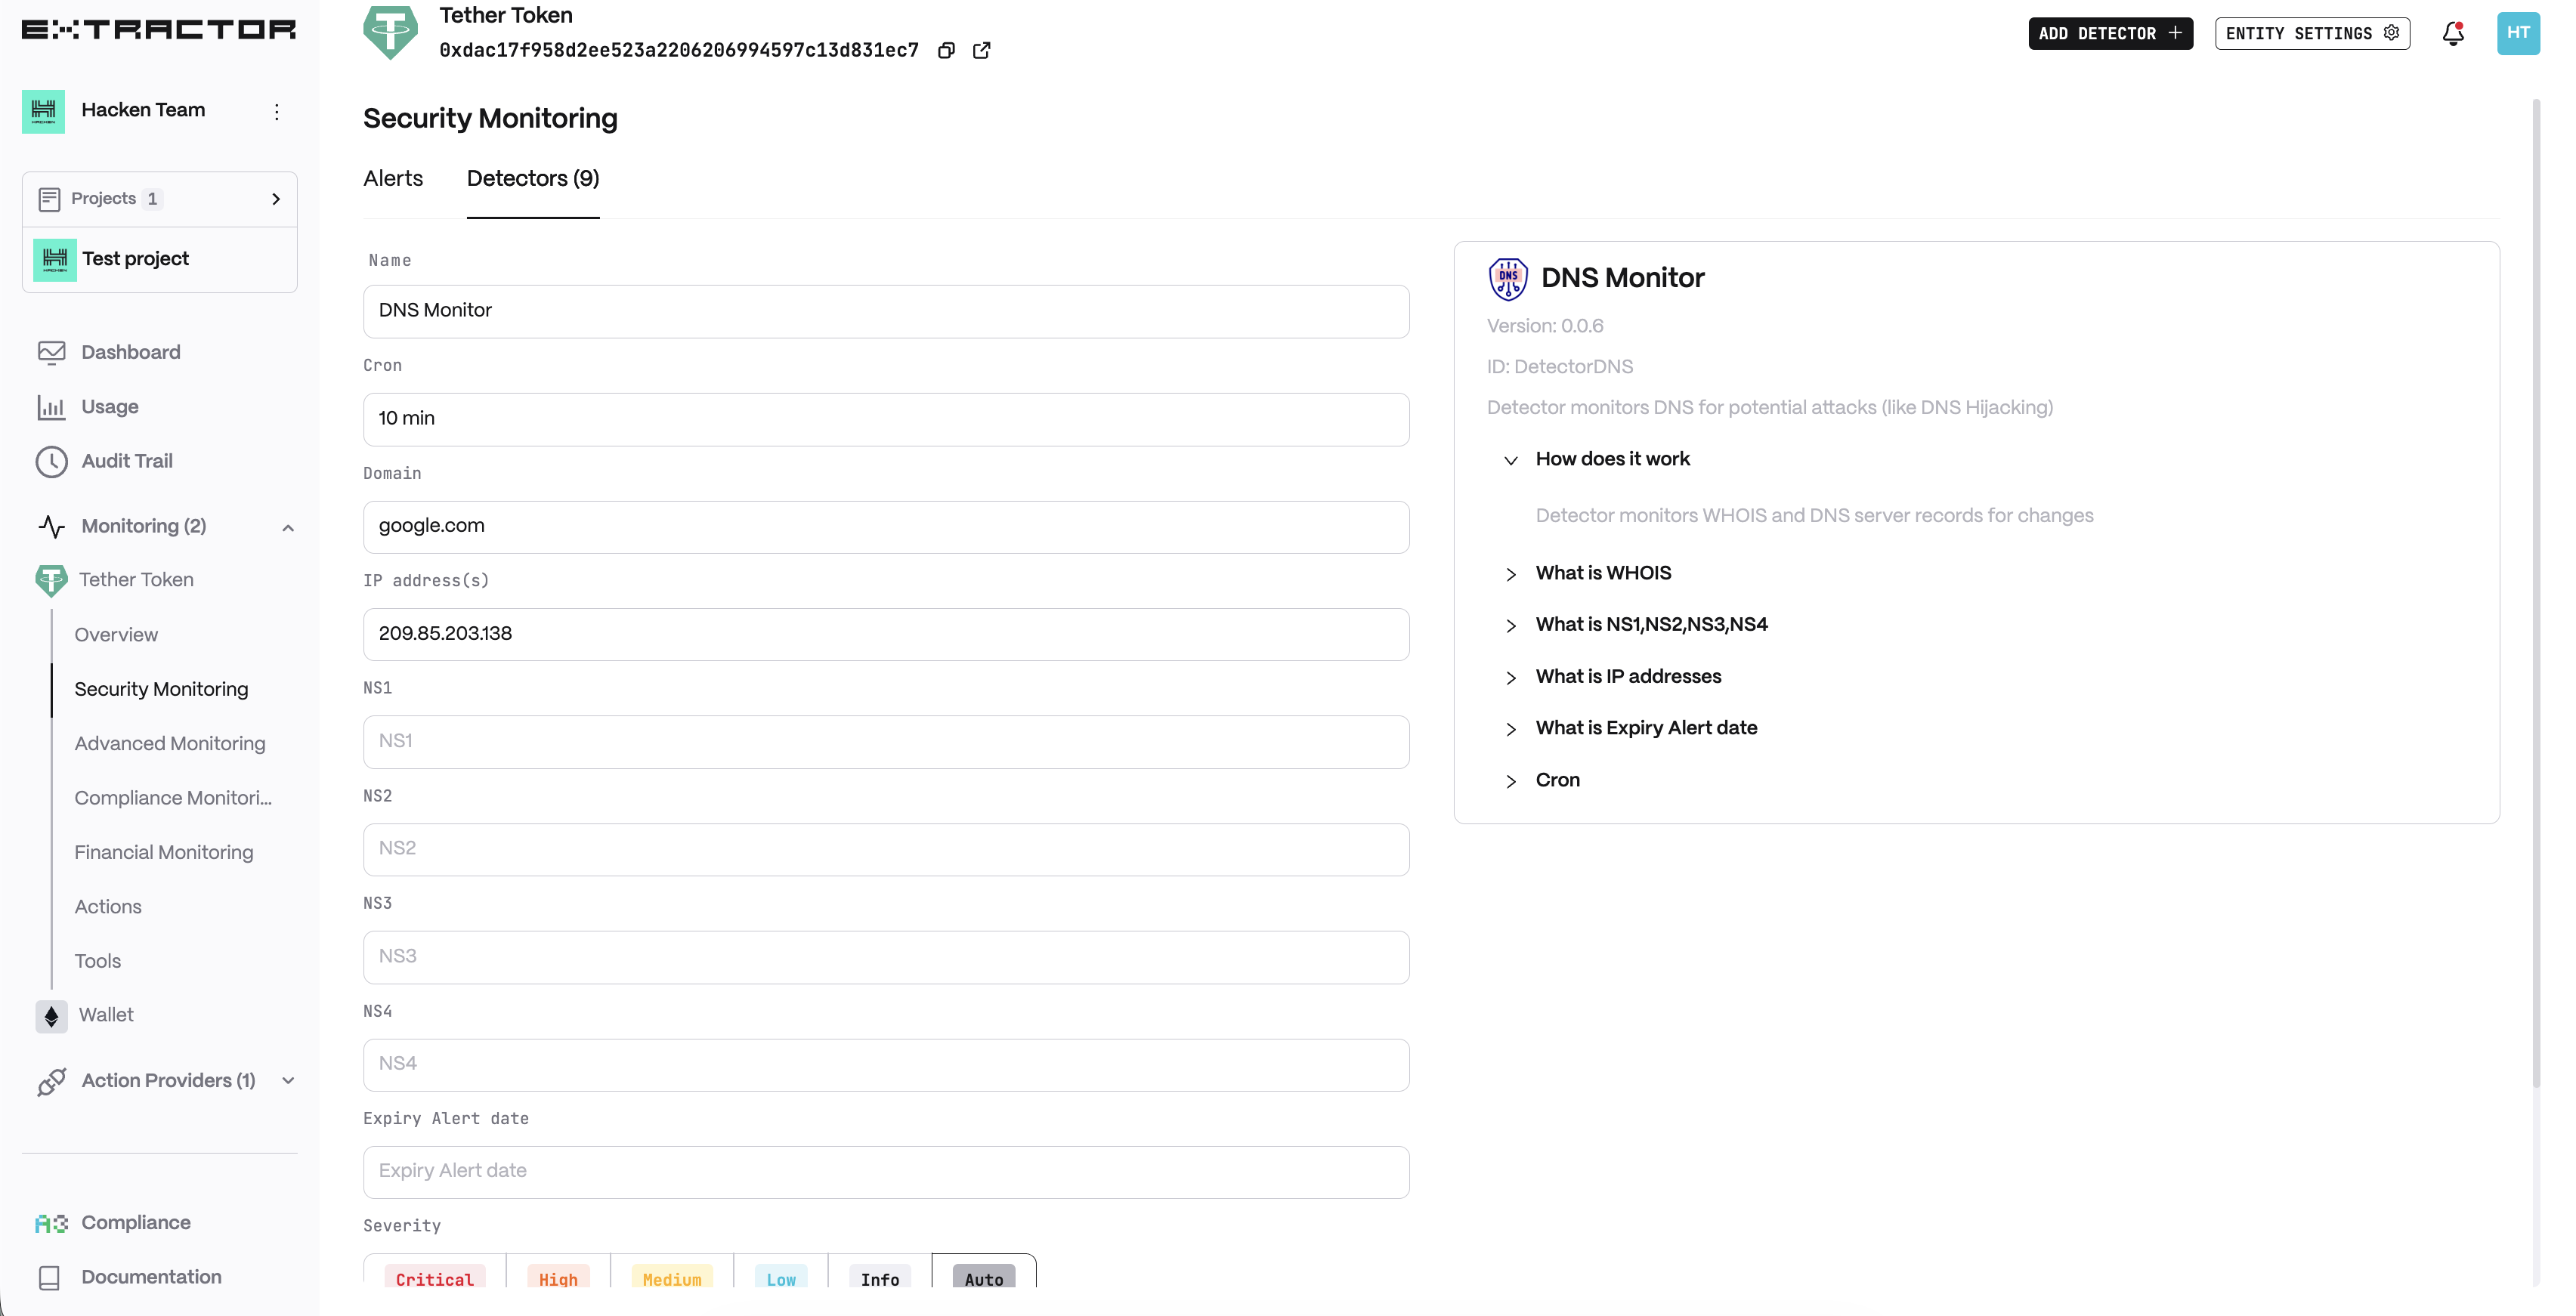 EXTRACTOR
Hacken Team
Projects 1
Test project
Dashboard
Usage
Audit Trail
Monitoring (2)
Tether Token
Overview
Security Monitoring
Advanced Monitoring
Compliance Monitori...
Financial Monitoring
Actions
Tools
Wallet
Action Providers (1)
Compliance
Documentation
Tether Token
0xdac17f958d2ee523a2206206994597c13d831ec7
ADD DETECTOR +
ENTITY SETTINGS
HT
Security Monitoring
Alerts
Detectors (9)
Name
DNS Monitor
Cron
10 min
Domain
google.com
IP address(s)
209.85.203.138
NS1
NS1
NS2
NS2
NS3
NS3
NS4
NS4
Expiry Alert date
Expiry Alert date
Severity
Critical
High
Medium
Low
Info
Auto
DNS
DNS Monitor
Version: 0.0.6
ID: DetectorDNS
Detector monitors DNS for potential attacks (like DNS Hijacking)
How does it work
Detector monitors WHOIS and DNS server records for changes
What is WHOIS
What is NS1,NS2,NS3,NS4
What is IP addresses
What is Expiry Alert date
Cron